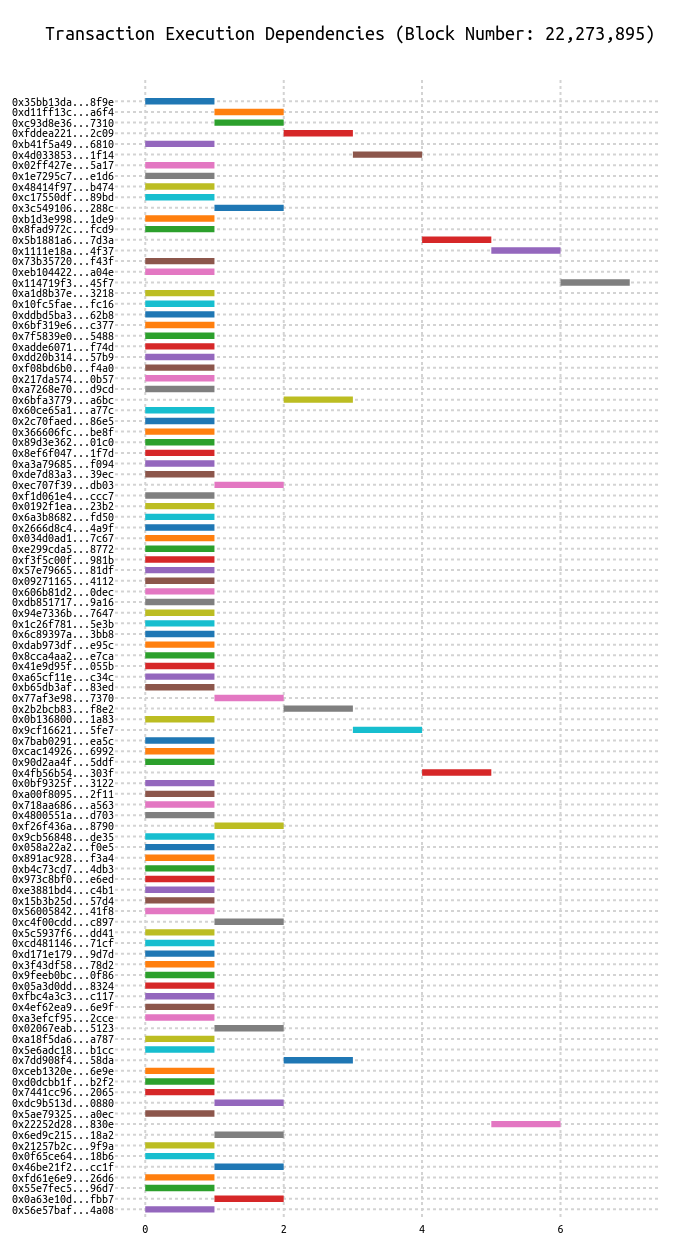 Transaction Execution Dependencies (Block Number: 22,273,895)
0x35bb13da...8f9e
0xd11ff13c...a6f4
0xc93d8e36...7310
0xfddea221...2c09
0xb41f5a49...6810
0x4d033853...1f14
0x02ff427e...5a17
0x1e7295c7...e1d6
0x48414f97...b474
0xc17550df...89bd
0x3c549106...288c
0xb1d3e998...1de9
0x8fad972c...fcd9
0x5b1881a6...7d3a
0x1111e18a...4f37
0x73b35720...f43f
0xeb104422...a04e
0x114719f3...45f7
0xa1d8b37e...3218
0x10fc5fae...fc16
0xddbd5ba3...62b8
0x6bf319e6...c377
0x7f5839e0...5488
0xadde6071...f74d
0xdd20b314...57b9
0xf08bd6b0...f4a0
0x217da574...0b57
0xa7268e70...d9cd
0x6bfa3779...a6bc
0x60ce65a1...a77c
0x2c70faed...86e5
0x366606fc...be8f
0x89d3e362...01c0
0x8ef6f047...1f7d
0xa3a79685...f094
0xde7d83a3...39ec
0xec707f39...db03
0xf1d061e4...ccc7
0x0192f1ea...23b2
0x6a3b8682...fd50
0x2666d8c4...4a9f
0x034d0ad1...7c67
0xe299cda5...8772
0xf3f5c00f...981b
0x57e79665...81df
0x09271165...4112
0x606b81d2...0dec
0xdb851717...9a16
0x94e7336b...7647
0x1c26f781...5e3b
0x6c89397a...3bb8
0xdab973df...e95c
0x8cca4aa2...e7ca
0x41e9d95f...055b
0xa65cf11e...c34c
0xb65db3af...83ed
0x77af3e98...7370
0x2b2bcb83...f8e2
0x0b136800...1a83
0x9cf16621...5fe7
0x7bab0291...ea5c
0xcac14926...6992
0x90d2aa4f...5ddf
0x4fb56b54...303f
0x0bf9325f...3122
0xa00f8095...2f11
0x718aa686...a563
0x4800551a...d703
0xf26f436a...8790
0x9cb56848...de35
0x058a22a2...f0e5
0x891ac928...f3a4
0xb4c73cd7...4db3
0x973c8bf0...e6ed
0xe3881bd4...c4b1
0x15b3b25d...57d4
0x56005842...41f8
0xc4f00cdd...c897
0x5c5937f6...dd41
0xcd481146...71cf
0xd171e179...9d7d
0x3f43df58...78d2
0x9feeb0bc...0f86
0x05a3d0dd...8324
0xfbc4a3c3...c117
0x4ef62ea9...6e9f
0xa3efcf95...2cce
0x02067eab...5123
0xa18f5da6...a787
0x5e6adc18...b1cc
0x7dd908f4...58da
0xceb1320e...6e9e
0xd0dcbb1f...b2f2
0x7441cc96...2065
0xdc9b513d...0880
0x5ae79325...a0ec
0x22252d28...830e
0x6ed9c215...18a2
0x21257b2c...9f9a
0x0f65ce64...18b6
0x46be21f2...cc1f
0xfd61e6e9...26d6
0x55e7fec5...96d7
0x0a63e10d...fbb7
0x56e57baf...4a08
0 2 4 6